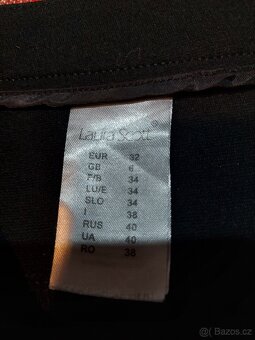 Laura Scott®
EUR 32
GB 6
F/B 34
LU/E 34
SLO 34
I 38
RUS 40
UA 40
RO 38
© Bazos.cz